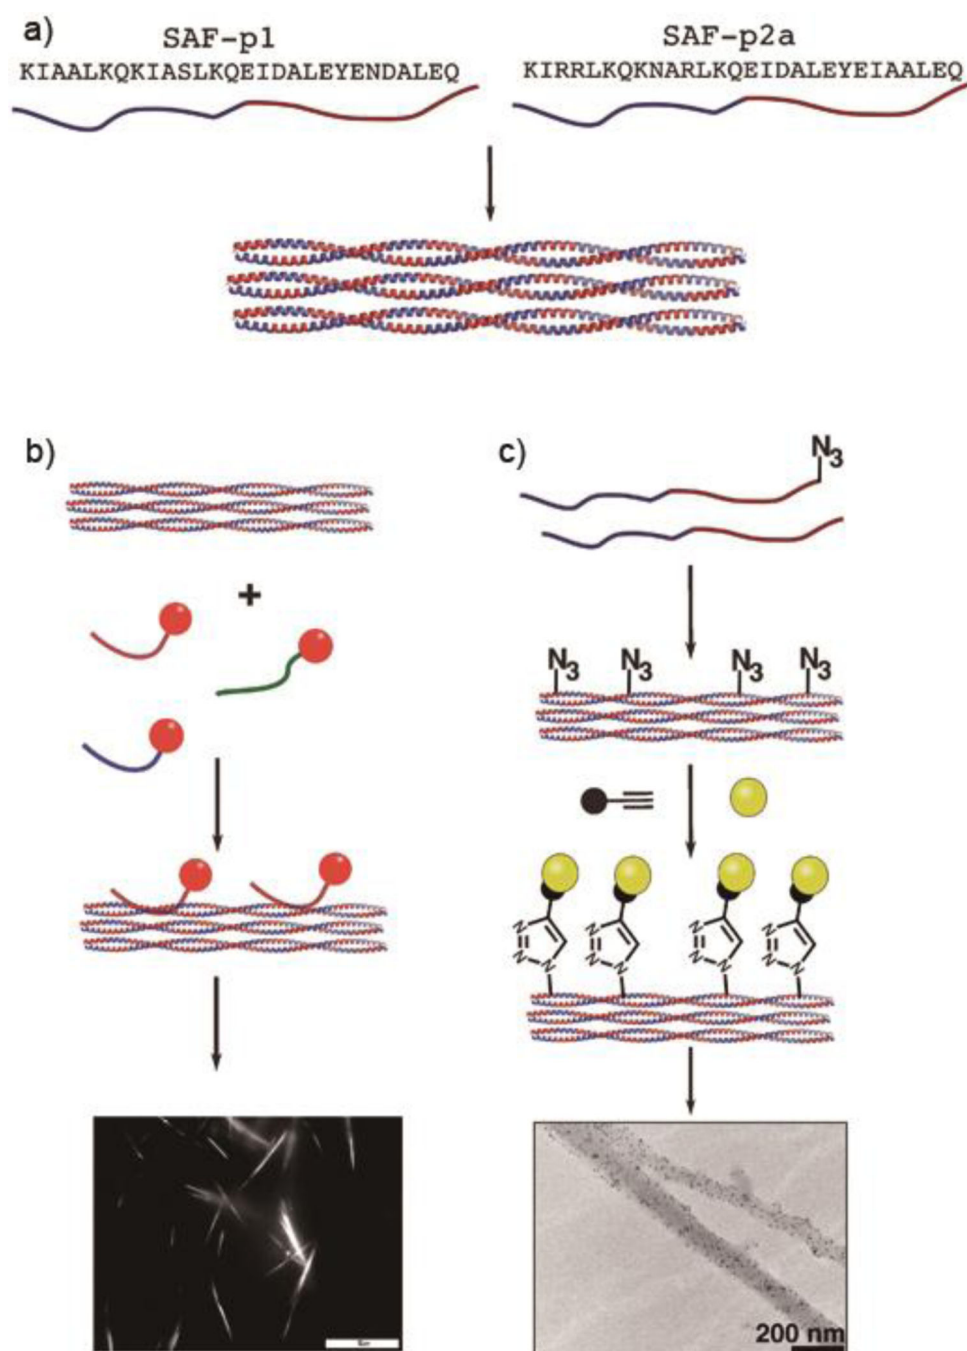 a)
SAF-p1
KIAALKQKIASLKQEIDALEYENDALEQ
SAF-p2a
KIRRLKQKNARLKQEIDALEYEIAALEQ
b)
+
c)
N3
N3 N3 N3 N3
N N N N
N N N N
N N N N
200 nm